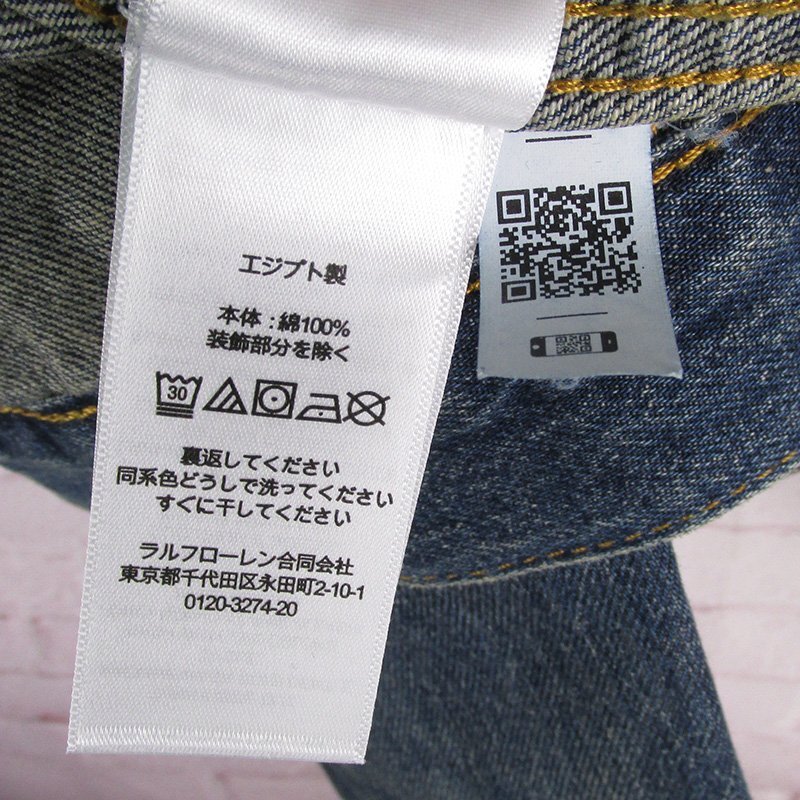 エジプト製
本体：綿100%
装飾部分を除く
30
裏返してください
同系色どうしで洗ってください
すぐに干してください
ラルフローレン合同会社
東京都千代田区永田町2-10-1
0120-3274-20